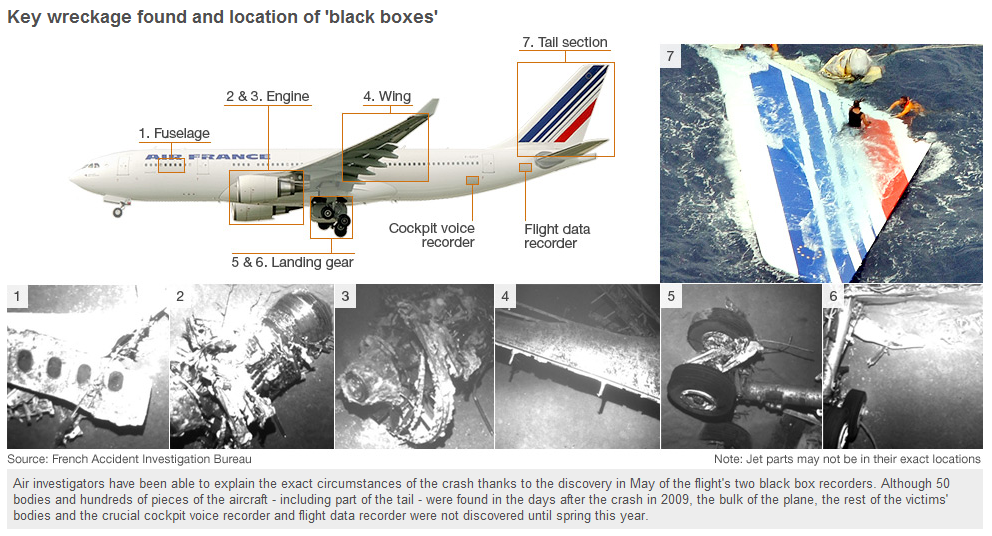 Key wreckage found and location of 'black boxes'
7. Tail section
7
2 & 3. Engine
4. Wing
1. Fuselage
AIR FRANCE
Cockpit voice
recorder
Flight data
recorder
5 & 6. Landing gear
1
2
3
4
5
6
Source: French Accident Investigation Bureau
Note: Jet parts may not be in their exact locations
Air investigators have been able to explain the exact circumstances of the crash thanks to the discovery in May of the flight's two black box recorders. Although 50
bodies and hundreds of pieces of the aircraft - including part of the tail - were found in the days after the crash in 2009, the bulk of the plane, the rest of the victims'
bodies and the crucial cockpit voice recorder and flight data recorder were not discovered until spring this year.